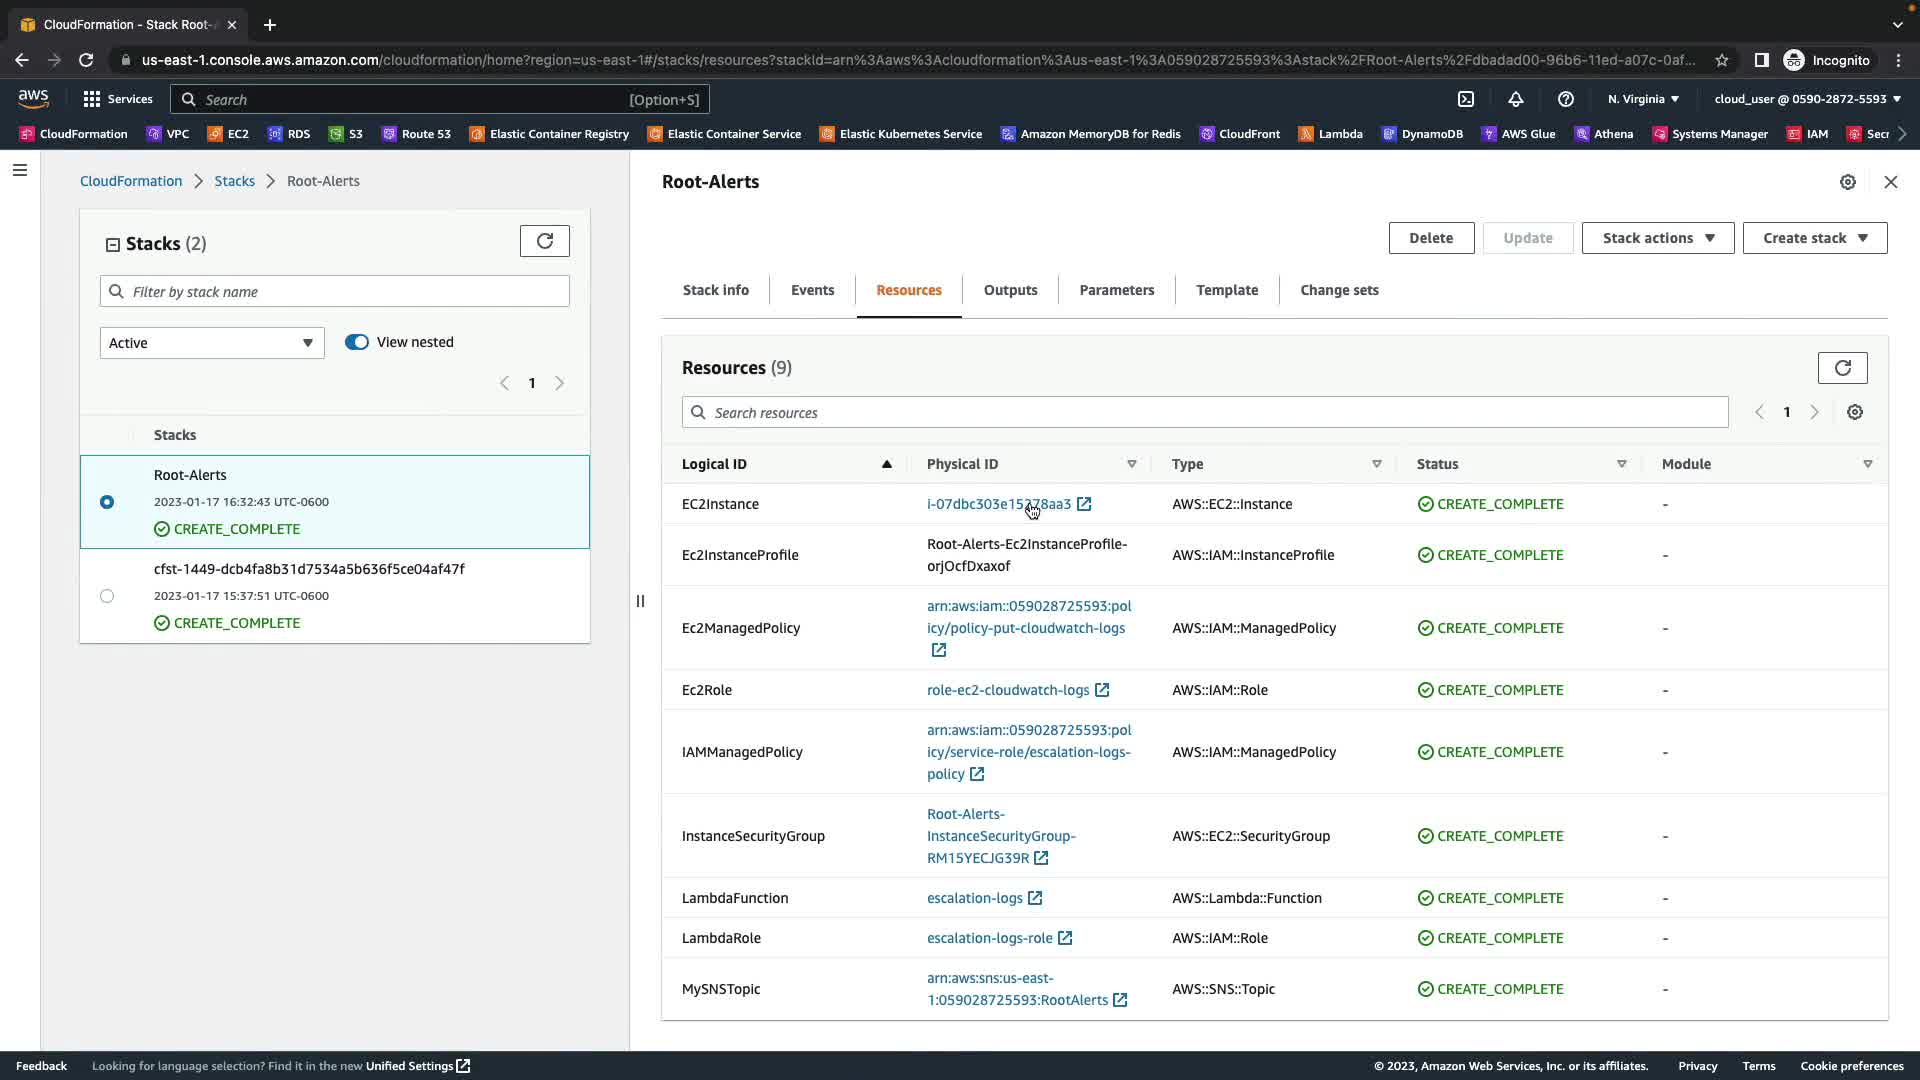 CloudFormation - Stack Root-A
us-east-1.console.aws.amazon.com/cloudformation/home?region=us-east-1#/stacks/resources?stackId=arn%3Aaws%3Acloudformation%3Aus-east-1%3A059028725593%3Astack%2FRoot-Alerts%2Fdbadad00-96b6-11ed-a07c-0af...
Incognito
aws
Services
Search
[Option+S]
N. Virginia
cloud_user @ 0590-2872-5593
CloudFormation
VPC
EC2
RDS
S3
Route 53
Elastic Container Registry
Elastic Container Service
Elastic Kubernetes Service
Amazon MemoryDB for Redis
CloudFront
Lambda
DynamoDB
AWS Glue
Athena
Systems Manager
IAM
Secr
CloudFormation > Stacks > Root-Alerts
Stacks (2)
Filter by stack name
Active
View nested
1
Stacks
Root-Alerts
2023-01-17 16:32:43 UTC-0600
CREATE_COMPLETE
cfst-1449-dcb4fa8b31d7534a5b636f5ce04af47f
2023-01-17 15:37:51 UTC-0600
CREATE_COMPLETE
Root-Alerts
Delete
Update
Stack actions
Create stack
Stack info
Events
Resources
Outputs
Parameters
Template
Change sets
Resources (9)
Search resources
1
Logical ID
Physical ID
Type
Status
Module
EC2Instance
AWS::EC2::Instance
CREATE_COMPLETE
-
Ec2InstanceProfile
Root-Alerts-Ec2InstanceProfile-
orjOcfDxaxof
AWS::IAM::InstanceProfile
CREATE_COMPLETE
-
Ec2ManagedPolicy
arn:aws:iam::059028725593:pol
icy/policy-put-cloudwatch-logs
AWS::IAM::ManagedPolicy
CREATE_COMPLETE
-
Ec2Role
role-ec2-cloudwatch-logs
AWS::IAM::Role
CREATE_COMPLETE
-
IAMManagedPolicy
arn:aws:iam::059028725593:pol
icy/service-role/escalation-logs-
policy
AWS::IAM::ManagedPolicy
CREATE_COMPLETE
-
InstanceSecurityGroup
Root-Alerts-
InstanceSecurityGroup-
RM15YECJG39R
AWS::EC2::SecurityGroup
CREATE_COMPLETE
-
LambdaFunction
escalation-logs
AWS::Lambda::Function
CREATE_COMPLETE
-
LambdaRole
escalation-logs-role
AWS::IAM::Role
CREATE_COMPLETE
-
MySNSTopic
arn:aws:sns:us-east-
1:059028725593:RootAlerts
AWS::SNS::Topic
CREATE_COMPLETE
-
Feedback
Looking for language selection? Find it in the new Unified Settings
© 2023, Amazon Web Services, Inc. or its affiliates.
Privacy
Terms
Cookie preferences